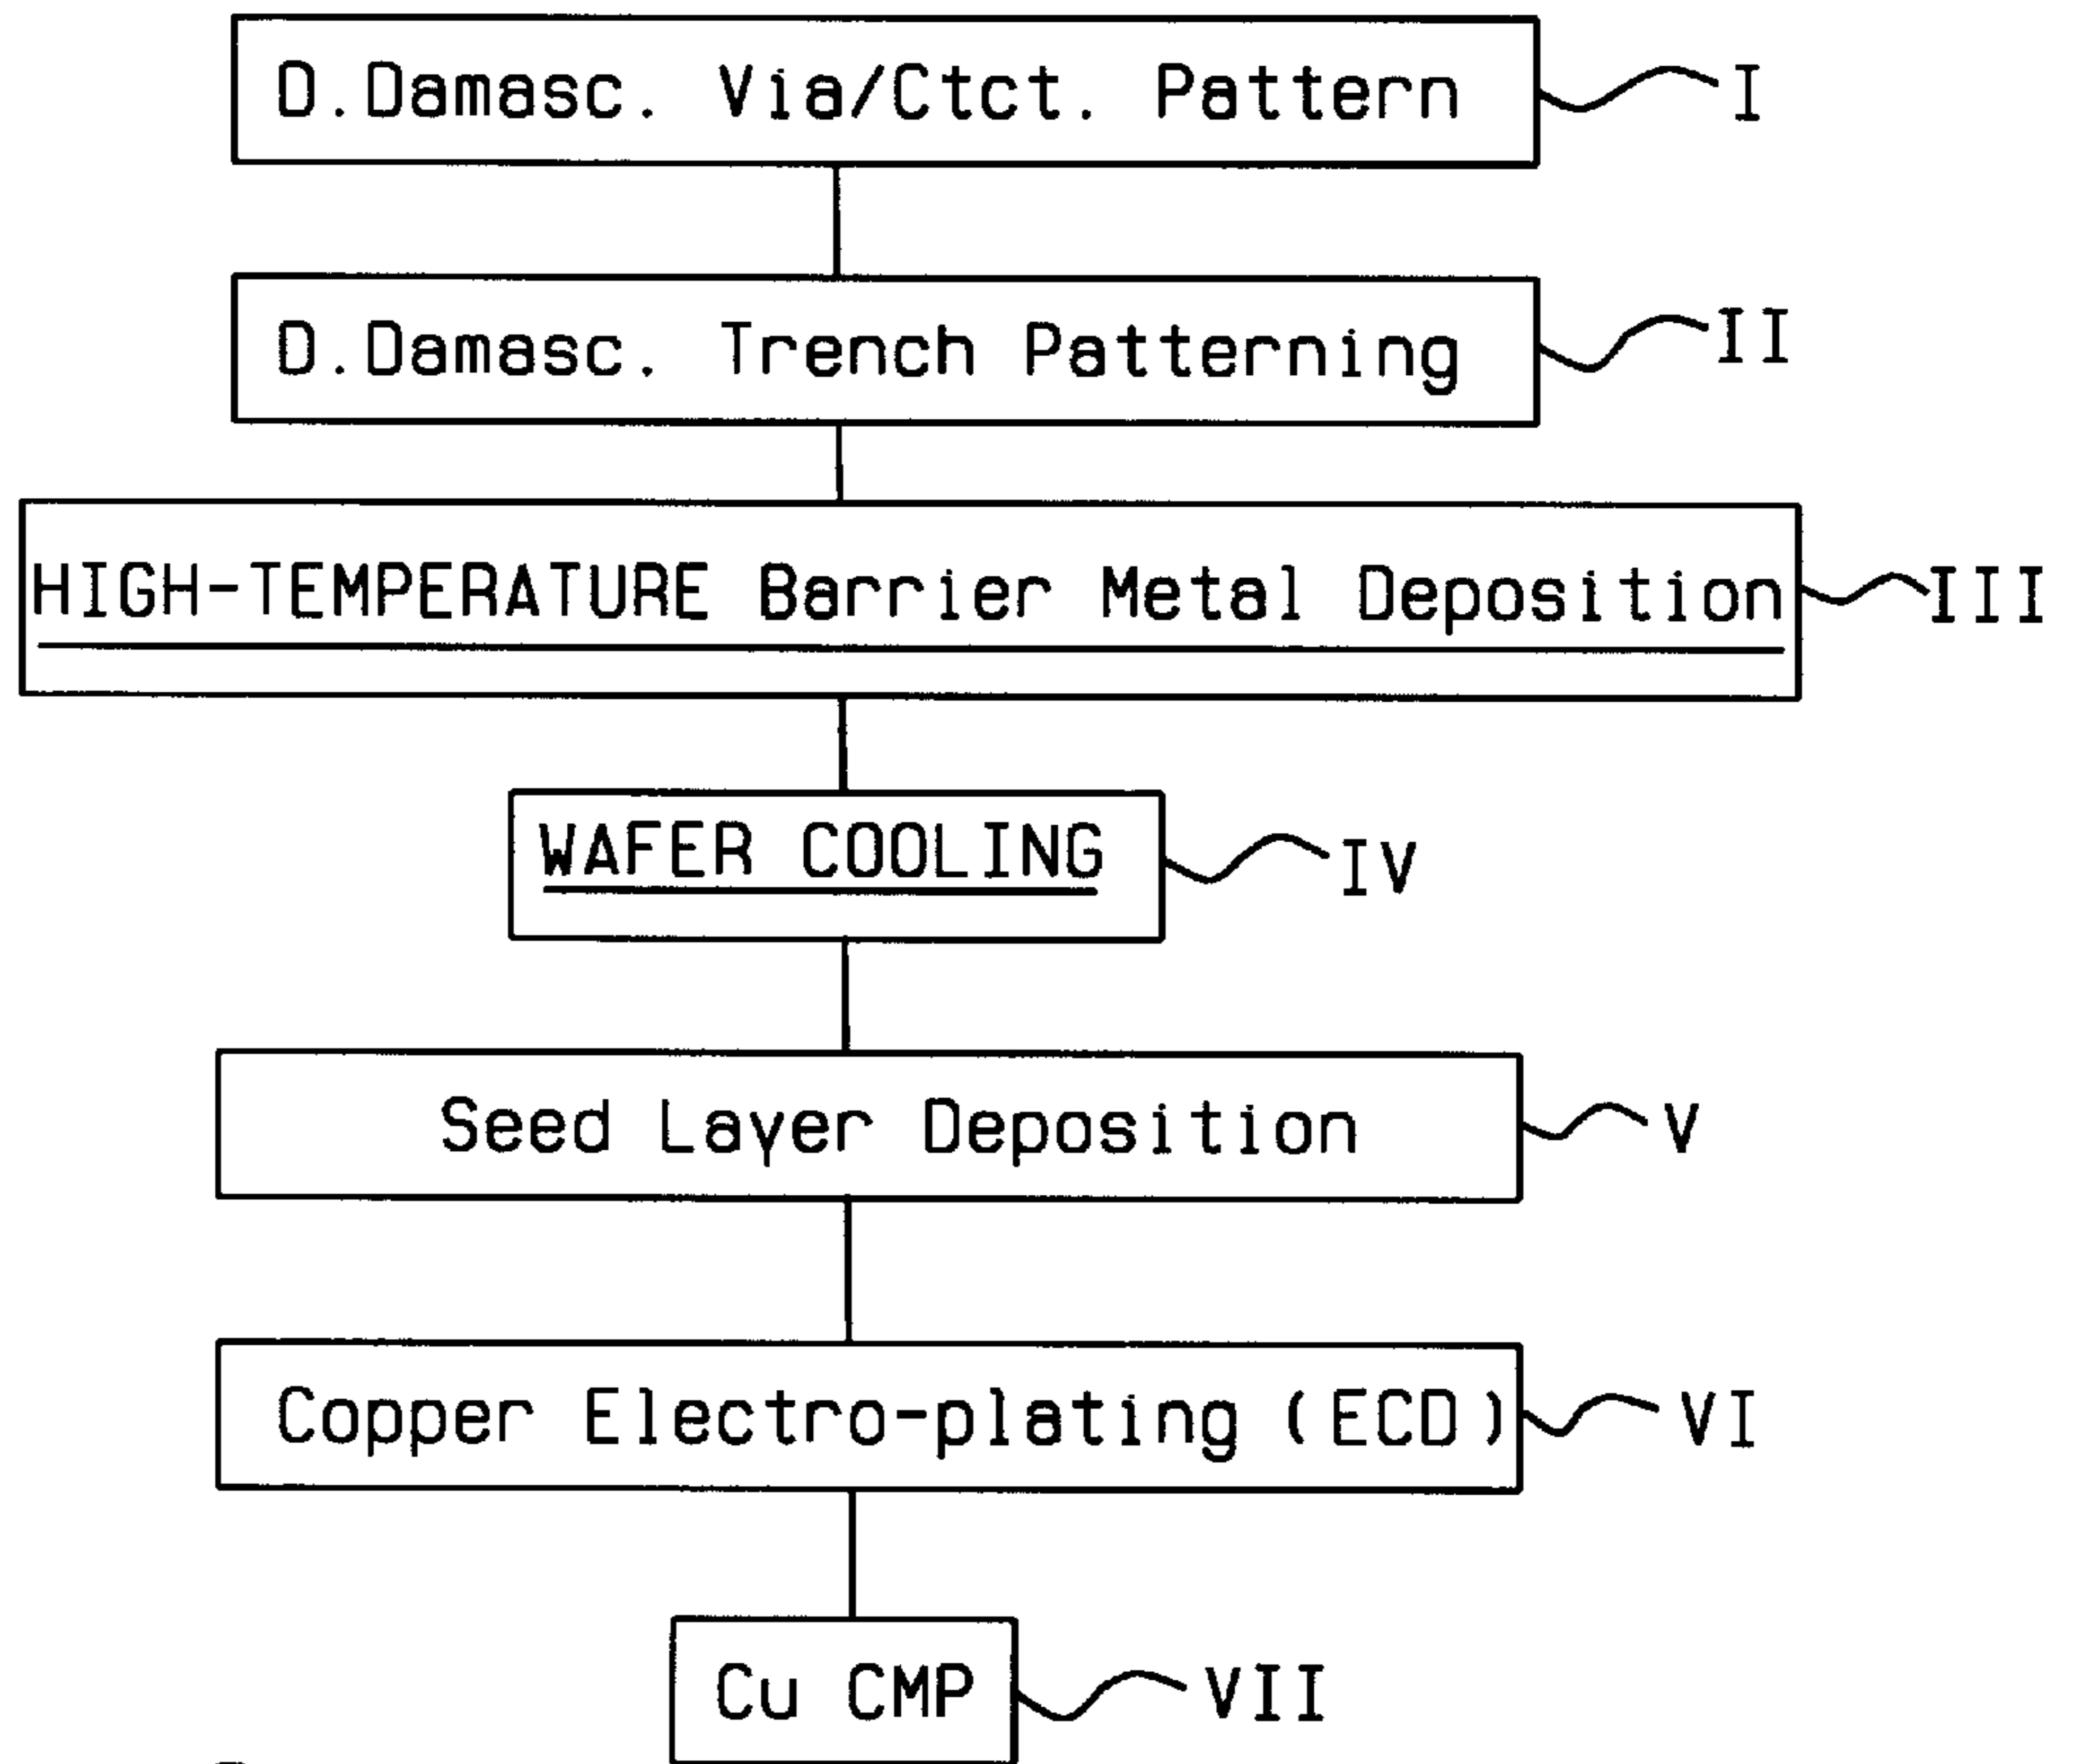 D.Damasc. Via/Ctct. Pattern I
D.Damasc. Trench Patterning II
HIGH-TEMPERATURE Barrier Metal Deposition III
WAFER COOLING IV
Seed Layer Deposition V
Copper Electro-plating (ECD) VI
Cu CMP VII